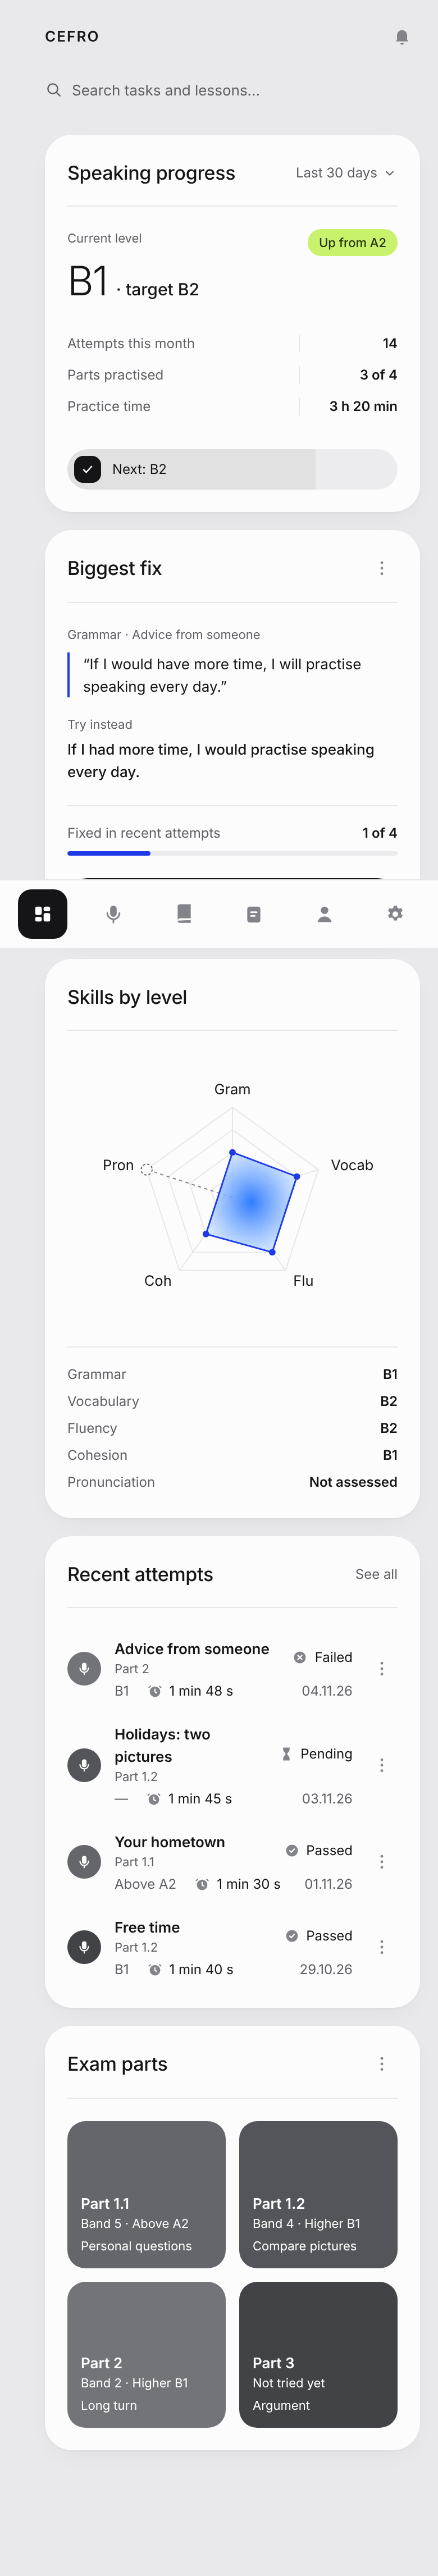 CEFRO
Search tasks and lessons...
Speaking progress
Last 30 days
Current level
Up from A2
B1 · target B2
Attempts this month 14
Parts practised 3 of 4
Practice time 3 h 20 min
Next: B2
Biggest fix
Grammar · Advice from someone
“If I would have more time, I will practise
speaking every day.”
Try instead
If I had more time, I would practise speaking
every day.
Fixed in recent attempts 1 of 4
Skills by level
Gram
Pron
Vocab
Coh
Flu
Grammar B1
Vocabulary B2
Fluency B2
Cohesion B1
Pronunciation Not assessed
Recent attempts
See all
Advice from someone
Failed
Part 2
B1 1 min 48 s 04.11.26
Holidays: two
pictures
Pending
Part 1.2
— 1 min 45 s 03.11.26
Your hometown
Passed
Part 1.1
Above A2 1 min 30 s 01.11.26
Free time
Passed
Part 1.2
B1 1 min 40 s 29.10.26
Exam parts
Part 1.1
Band 5 · Above A2
Personal questions
Part 1.2
Band 4 · Higher B1
Compare pictures
Part 2
Band 2 · Higher B1
Long turn
Part 3
Not tried yet
Argument